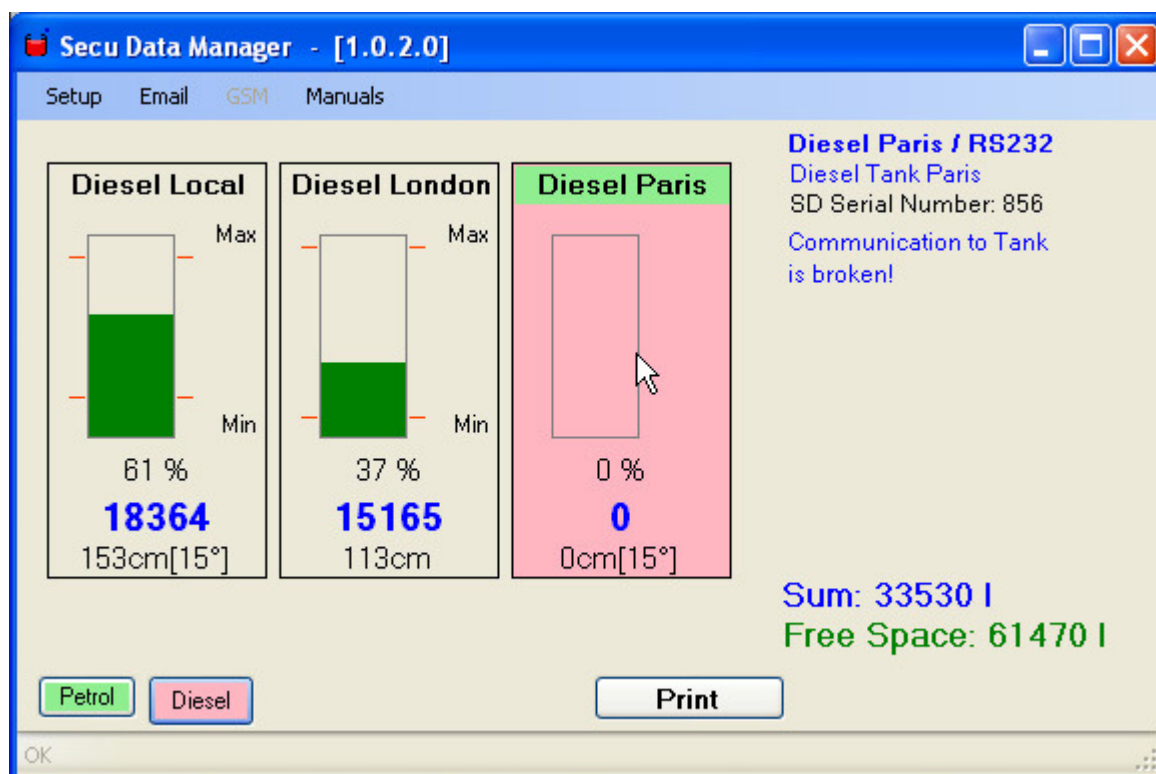 Secu Data Manager - [1.0.2.0]
Setup Email GSM Manuals
Diesel Local
Max
Min
61 %
18364
153cm[15°]
Diesel London
Max
Min
37 %
15165
113cm
Diesel Paris
0 %
0
0cm[15°]
Diesel Paris / RS232
Diesel Tank Paris
SD Serial Number: 856
Communication to Tank
is broken!
Sum: 33530 l
Free Space: 61470 l
Petrol Diesel Print
OK